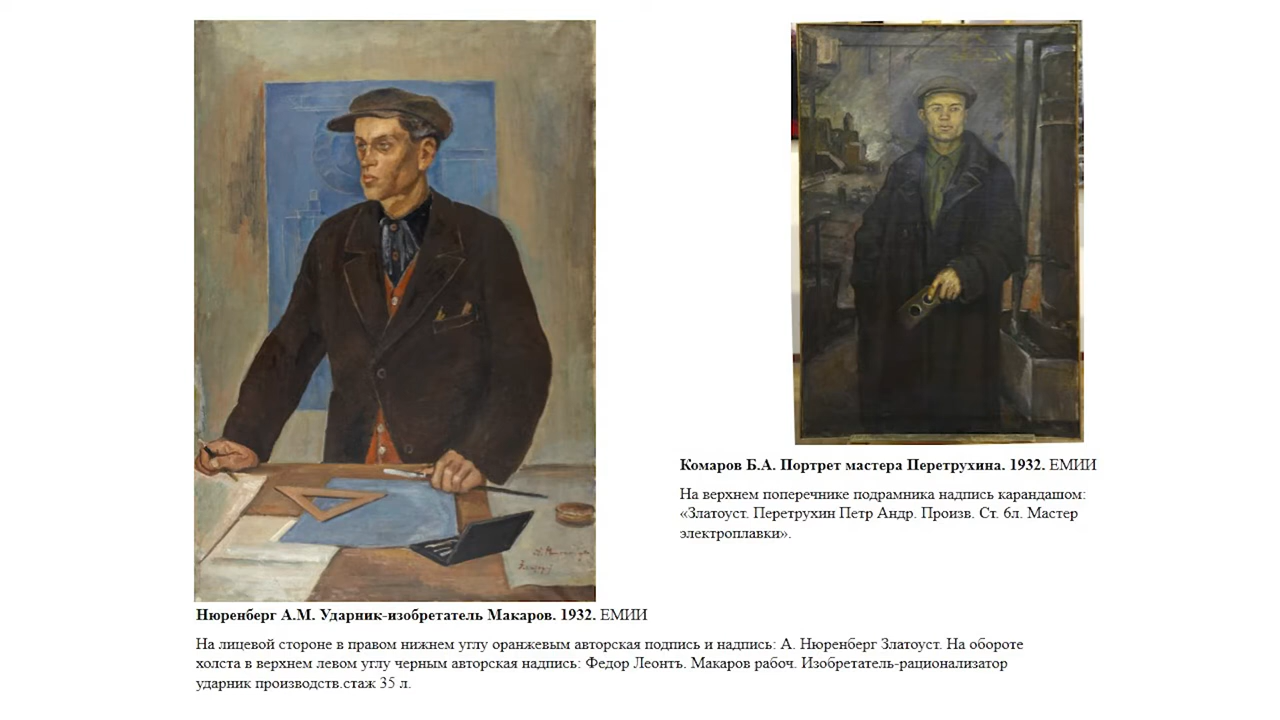 Нюренберг А.М. Ударник-изобретатель Макаров. 1932. ЕМИИ
На лицевой стороне в правом нижнем углу оранжевым авторская подпись и надпись: А. Нюренберг Златоуст. На обороте
холста в верхнем левом углу черным авторская надпись: Федор Леонтъ. Макаров рабоч. Изобретатель-рационализатор
ударник производств.стаж 35 л.
Комаров Б.А. Портрет мастера Перетрухина. 1932. ЕМИИ
На верхнем поперечнике подрамника надпись карандашом:
«Златоуст. Перетрухин Петр Андр. Произв. Ст. 6л. Мастер
электроплавки».